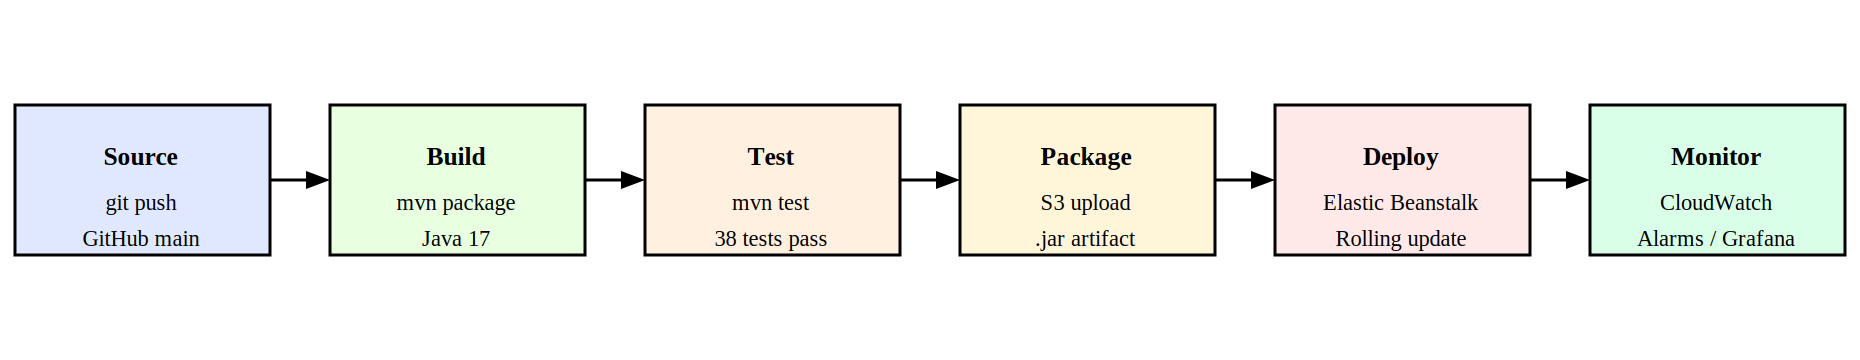 Source
git push
GitHub main
Build
mvn package
Java 17
Test
mvn test
38 tests pass
Package
S3 upload
.jar artifact
Deploy
Elastic Beanstalk
Rolling update
Monitor
CloudWatch
Alarms / Grafana